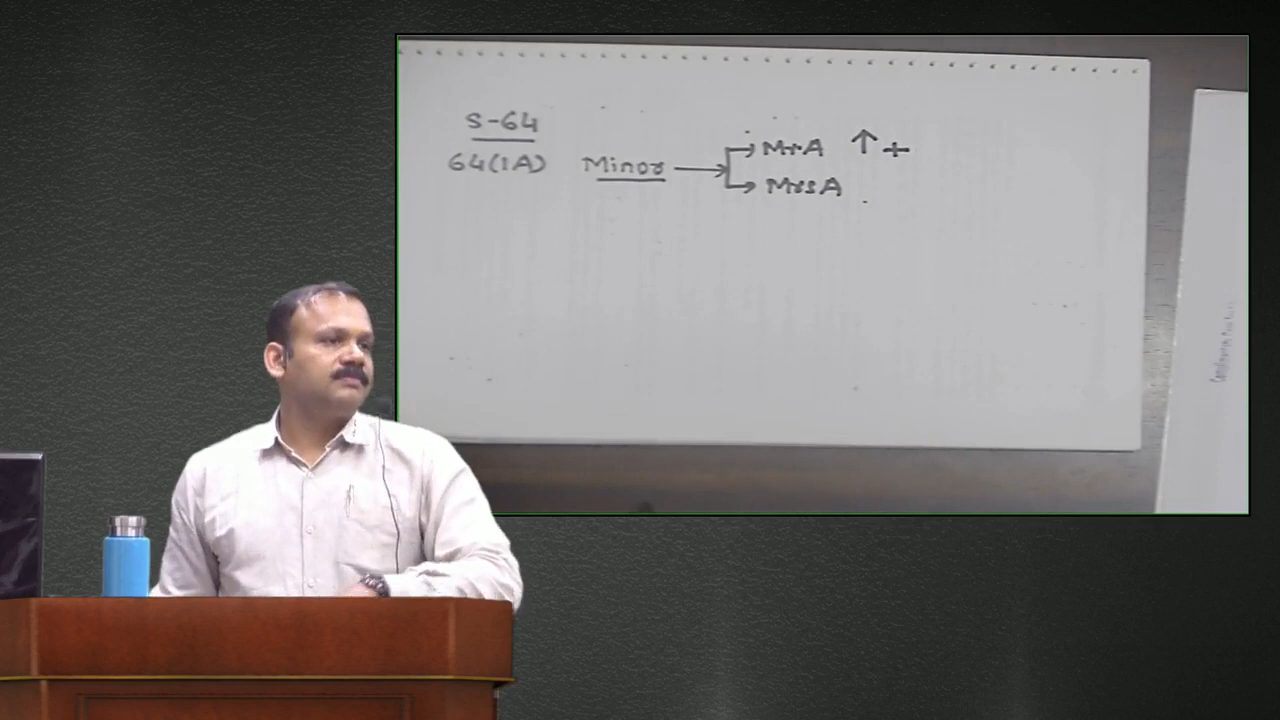 S-64
64(1A) Minor → MrA ↑ +
→ MrsA